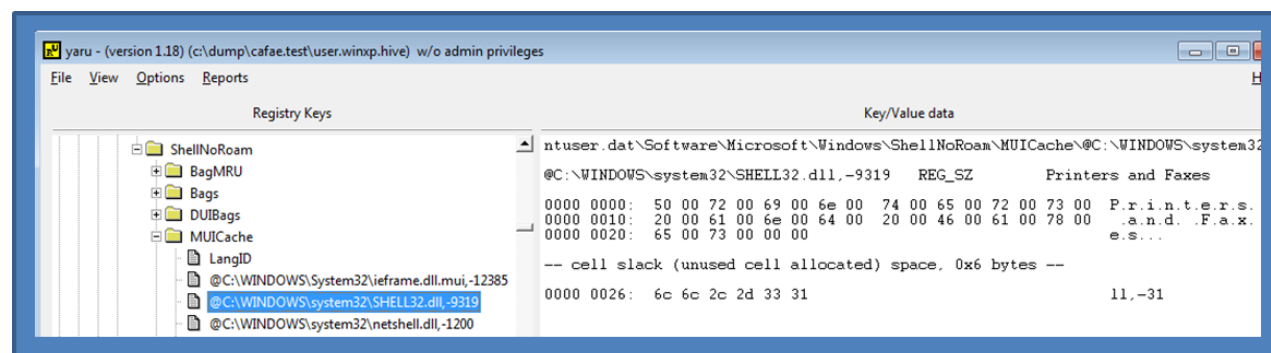 yaru - (version 1.18) (c:\dump\cafae.test\user.winxp.hive) w/o admin privileges
File View Options Reports H
Registry Keys
Key/Value data
ShellNoRoam
BagMRU
Bags
DUIBags
MUICache
LangID
@C:\WINDOWS\System32\ieframe.dll.mui,-12385
@C:\WINDOWS\system32\SHELL32.dll,-9319
@C:\WINDOWS\system32\netshell.dll,-1200
ntuser.dat\Software\Microsoft\Windows\ShellNoRoam\MUICache\@C:\WINDOWS\system32
@C:\WINDOWS\system32\SHELL32.dll,-9319 REG_SZ Printers and Faxes
0000 0000: 50 00 72 00 69 00 6e 00 74 00 65 00 72 00 73 00 P.r.i.n.t.e.r.s.
0000 0010: 20 00 61 00 6e 00 64 00 20 00 46 00 61 00 78 00 .a.n.d. .F.a.x.
0000 0020: 65 00 73 00 00 00 e.s...
-- cell slack (unused cell allocated) space, 0x6 bytes --
0000 0026: 6c 6c 2c 2d 33 31 ll,-31